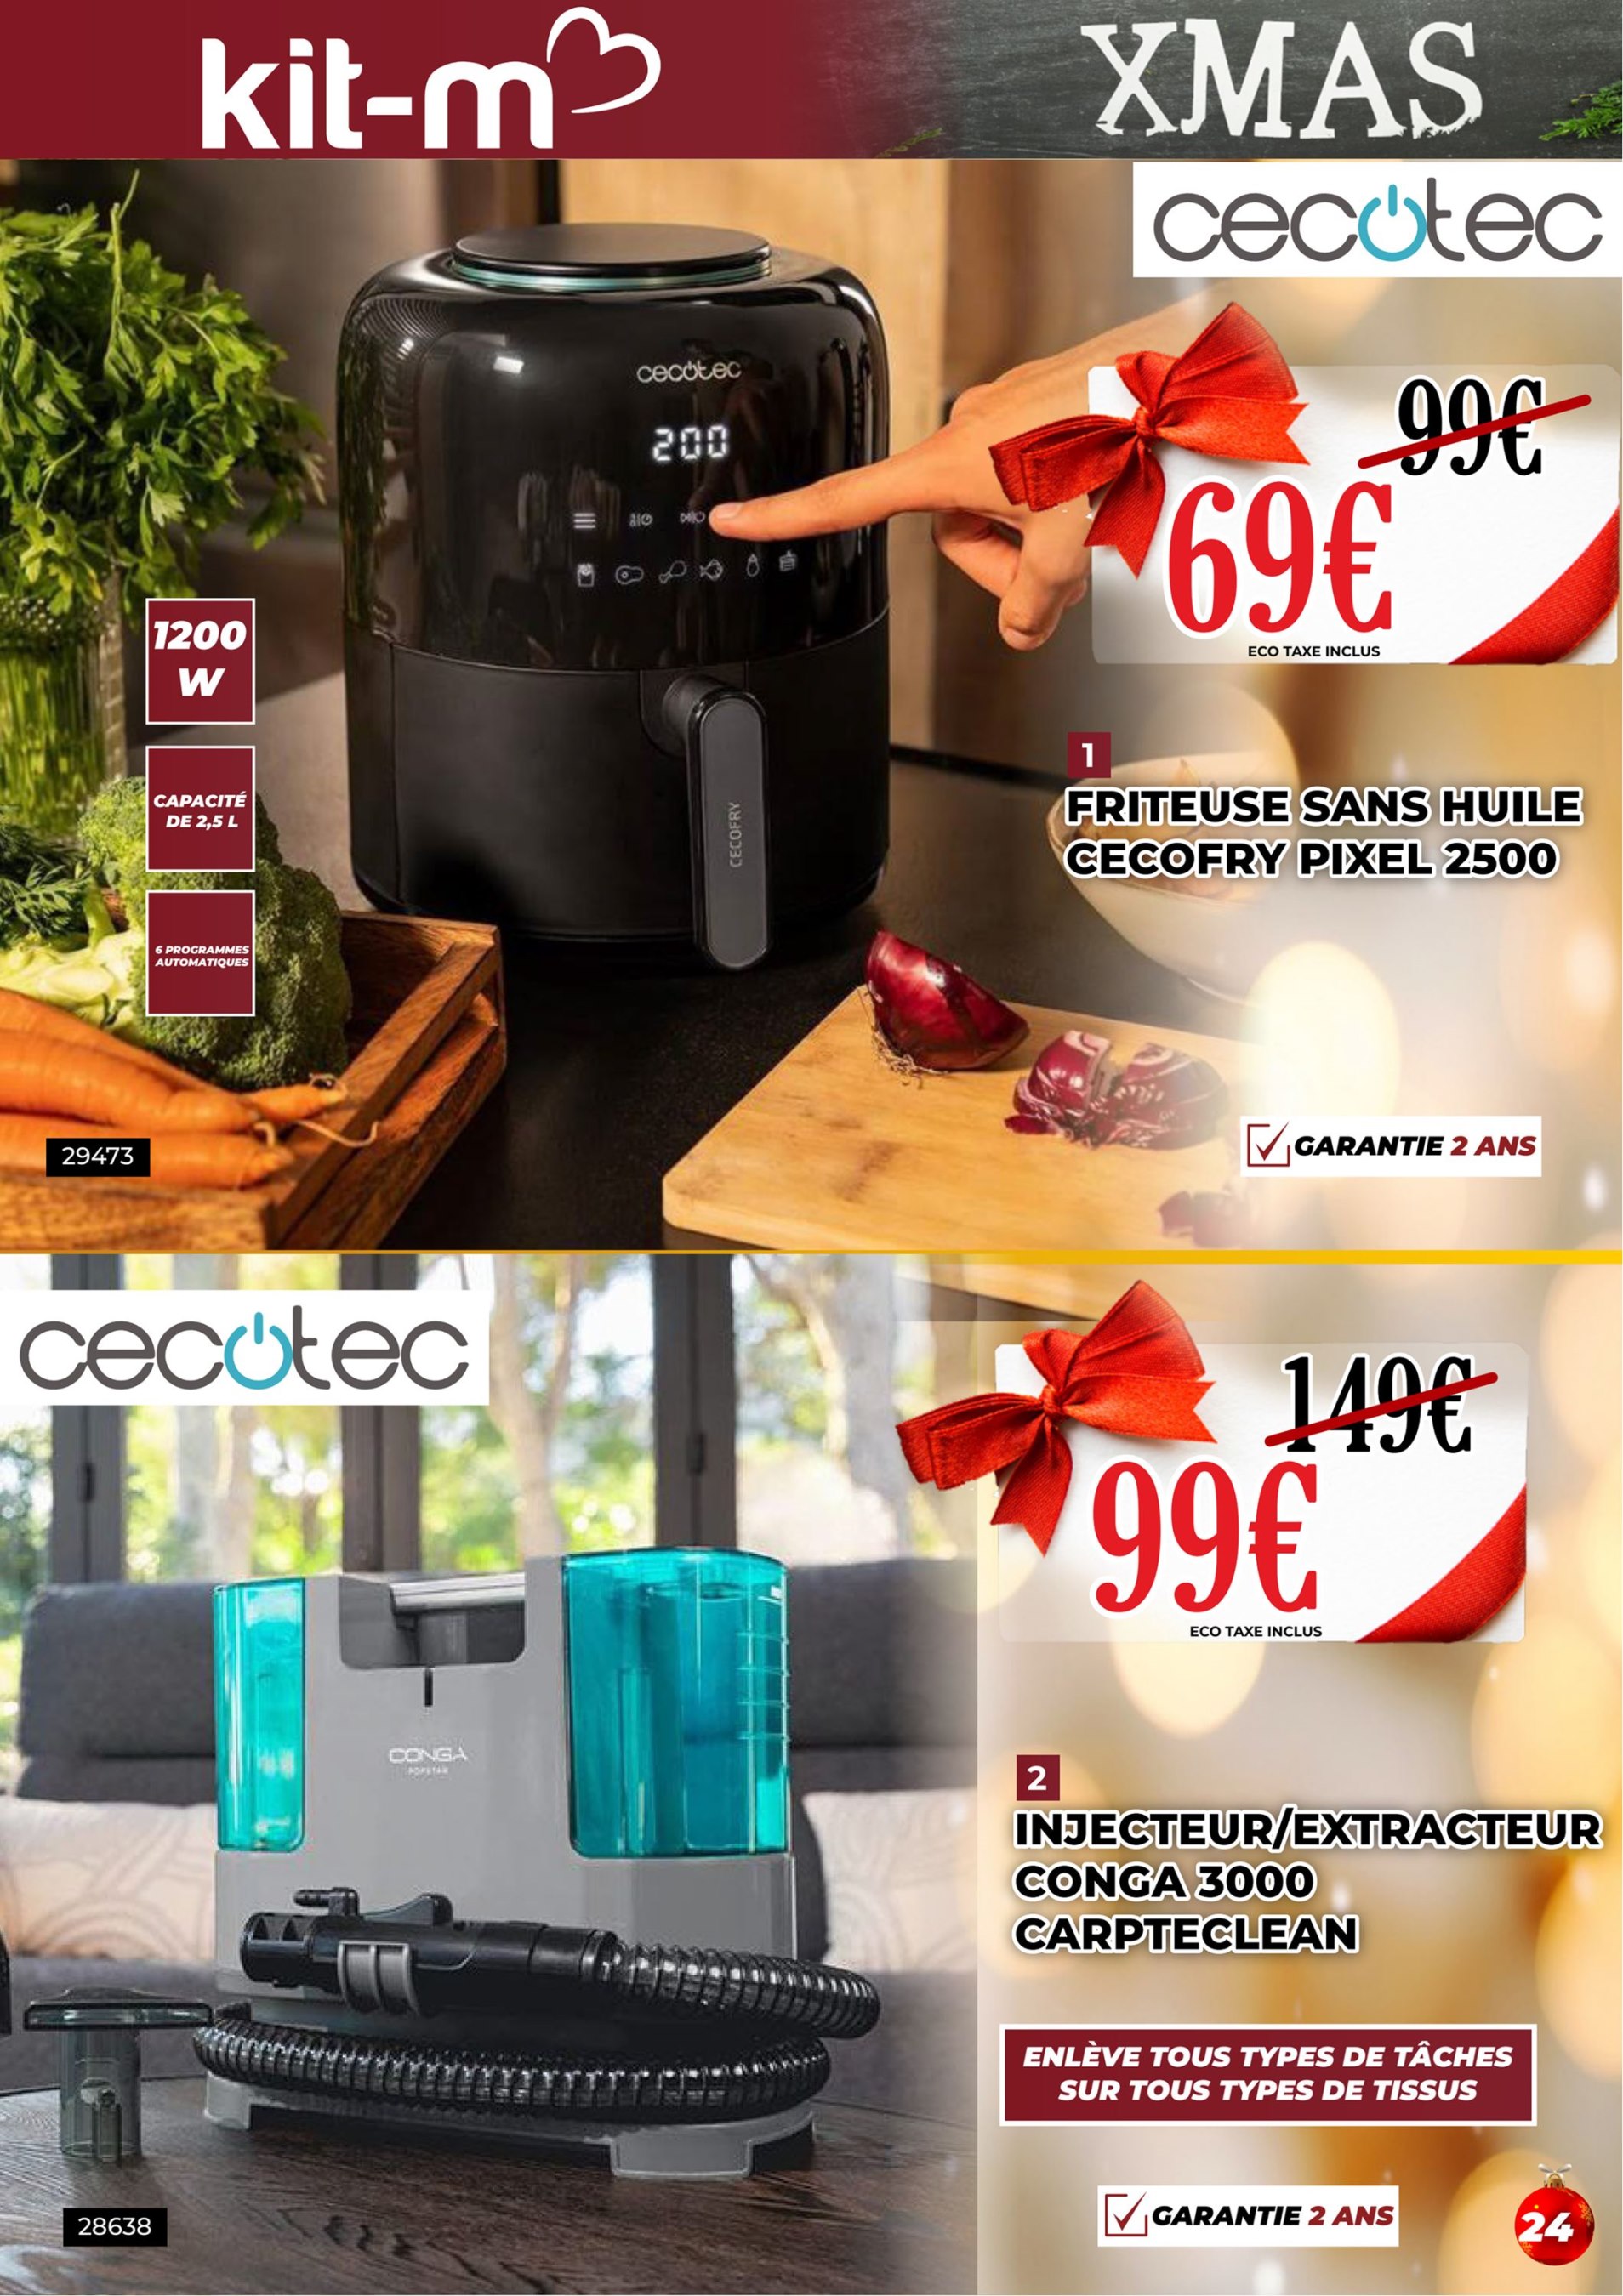 kit-m
XMAS
cecotec
cecotec
200
CECOFRY
99€
69€
ECO TAXE INCLUS
1200
W
CAPACITÉ
DE 2,5 L
6 PROGRAMMES
AUTOMATIQUES
1
FRITEUSE SANS HUILE
CECOFRY PIXEL 2500
29473
GARANTIE 2 ANS
cecotec
149€
99€
ECO TAXE INCLUS
CONGA
POPSTAR
2
INJECTEUR/EXTRACTEUR
CONGA 3000
CARPTECLEAN
ENLÈVE TOUS TYPES DE TÂCHES
SUR TOUS TYPES DE TISSUS
28638
GARANTIE 2 ANS
24